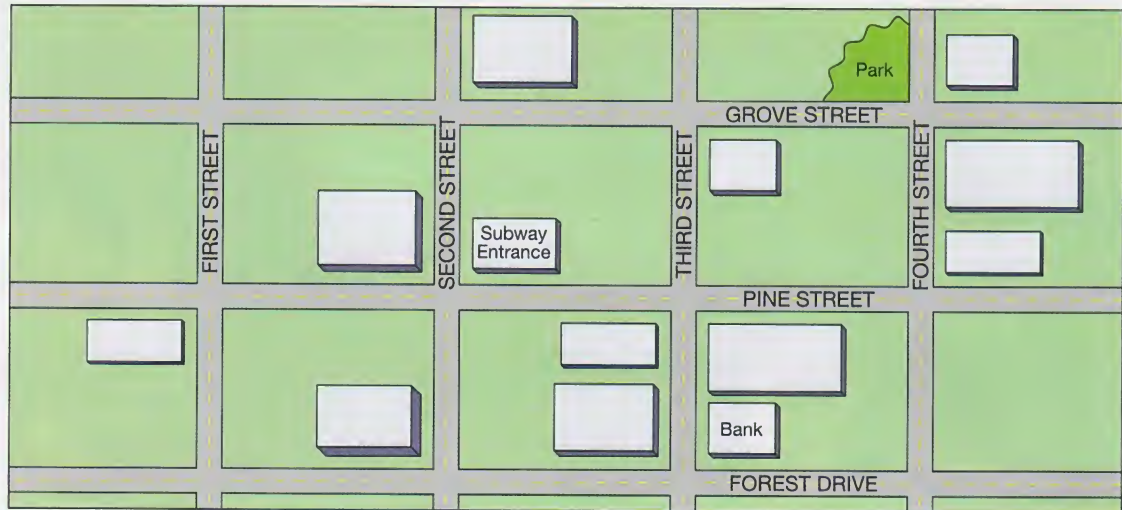 Park
GROVE STREET
FIRST STREET
SECOND STREET
THIRD STREET
FOURTH STREET
Subway
Entrance
PINE STREET
Bank
FOREST DRIVE